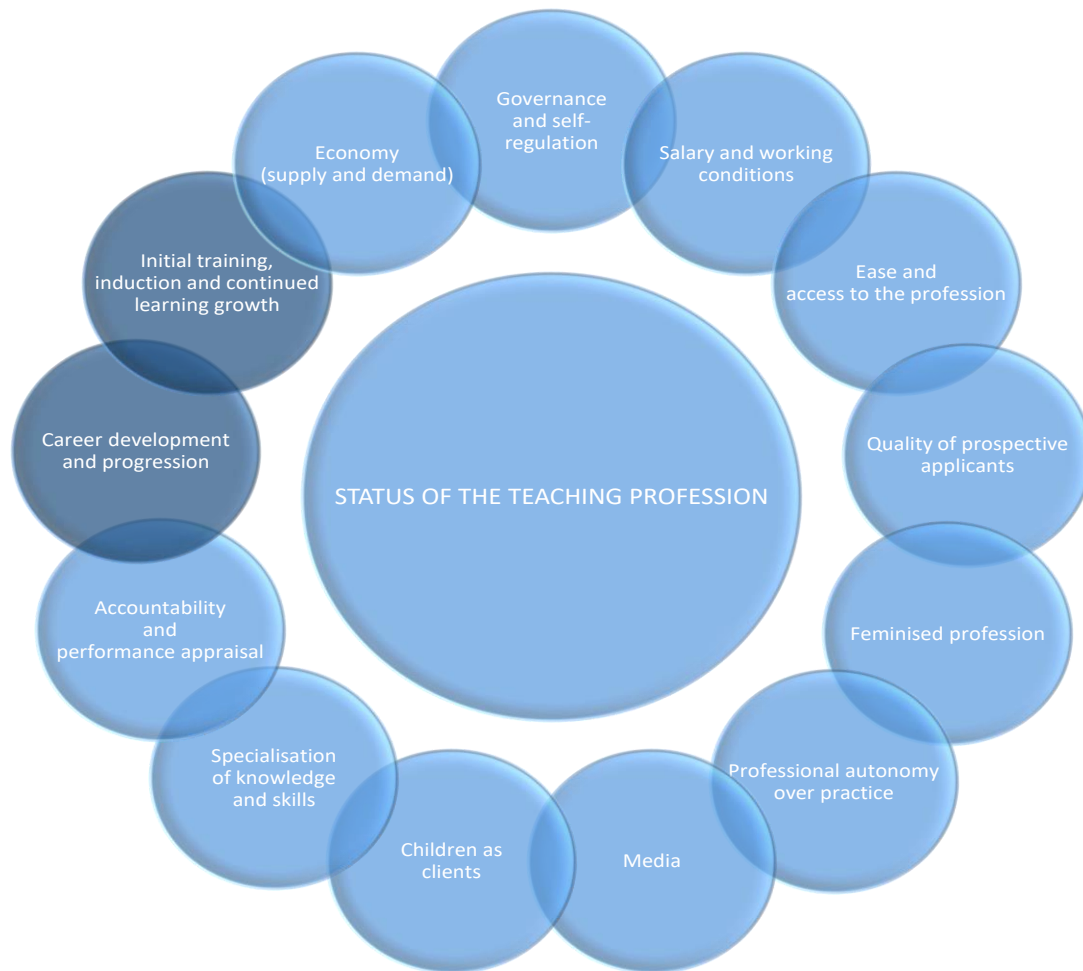 Governance
and self-
regulation
Salary and working
conditions
Ease and
access to the profession
Quality of prospective
applicants
Feminised profession
Professional autonomy
over practice
Media
Children as
clients
Specialisation
of knowledge
and skills
Accountability
and
performance appraisal
Career development
and progression
Initial training,
induction and continued
learning growth
Economy
(supply and demand)
STATUS OF THE TEACHING PROFESSION